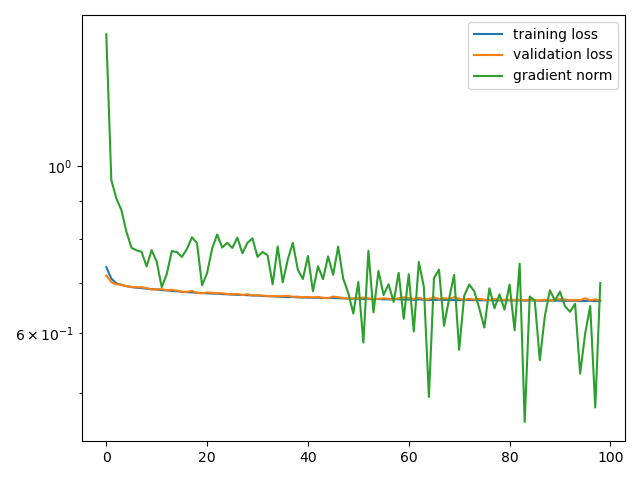 training loss
validation loss
gradient norm
10⁰
6 × 10⁻¹
0 20 40 60 80 100